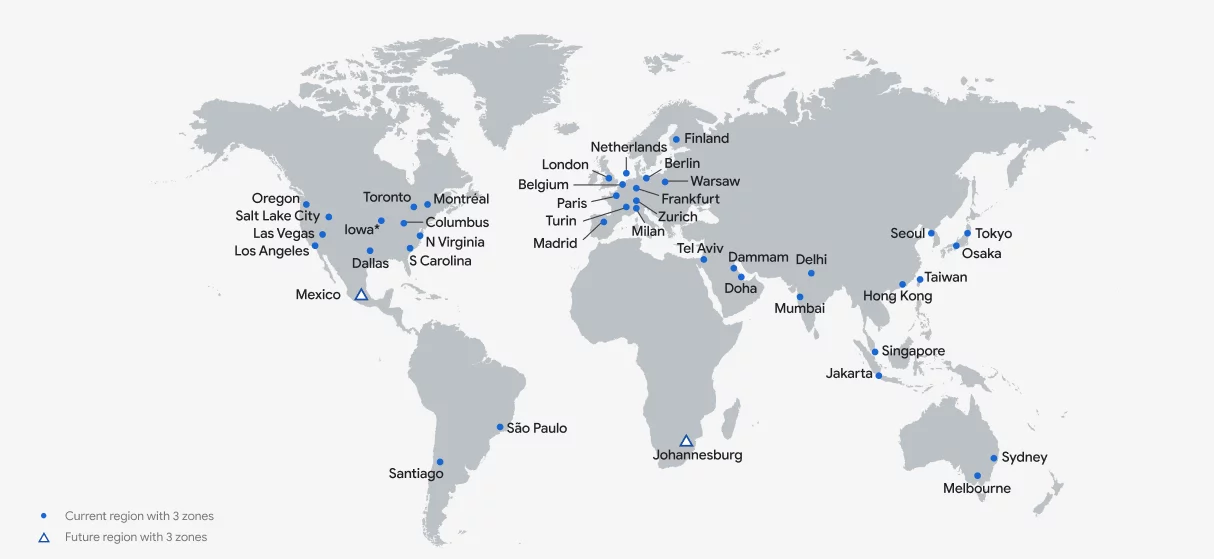 Finland
Netherlands
London
Berlin
Belgium
Warsaw
Paris
Frankfurt
Turin
Zurich
Milan
Madrid
Oregon
Toronto
Montréal
Salt Lake City
Iowa*
Columbus
Las Vegas
N Virginia
Los Angeles
Dallas
S Carolina
Mexico
Tel Aviv
Dammam
Delhi
Doha
Mumbai
Seoul
Tokyo
Osaka
Taiwan
Hong Kong
Singapore
Jakarta
São Paulo
Santiago
Johannesburg
Sydney
Melbourne
Current region with 3 zones
Future region with 3 zones